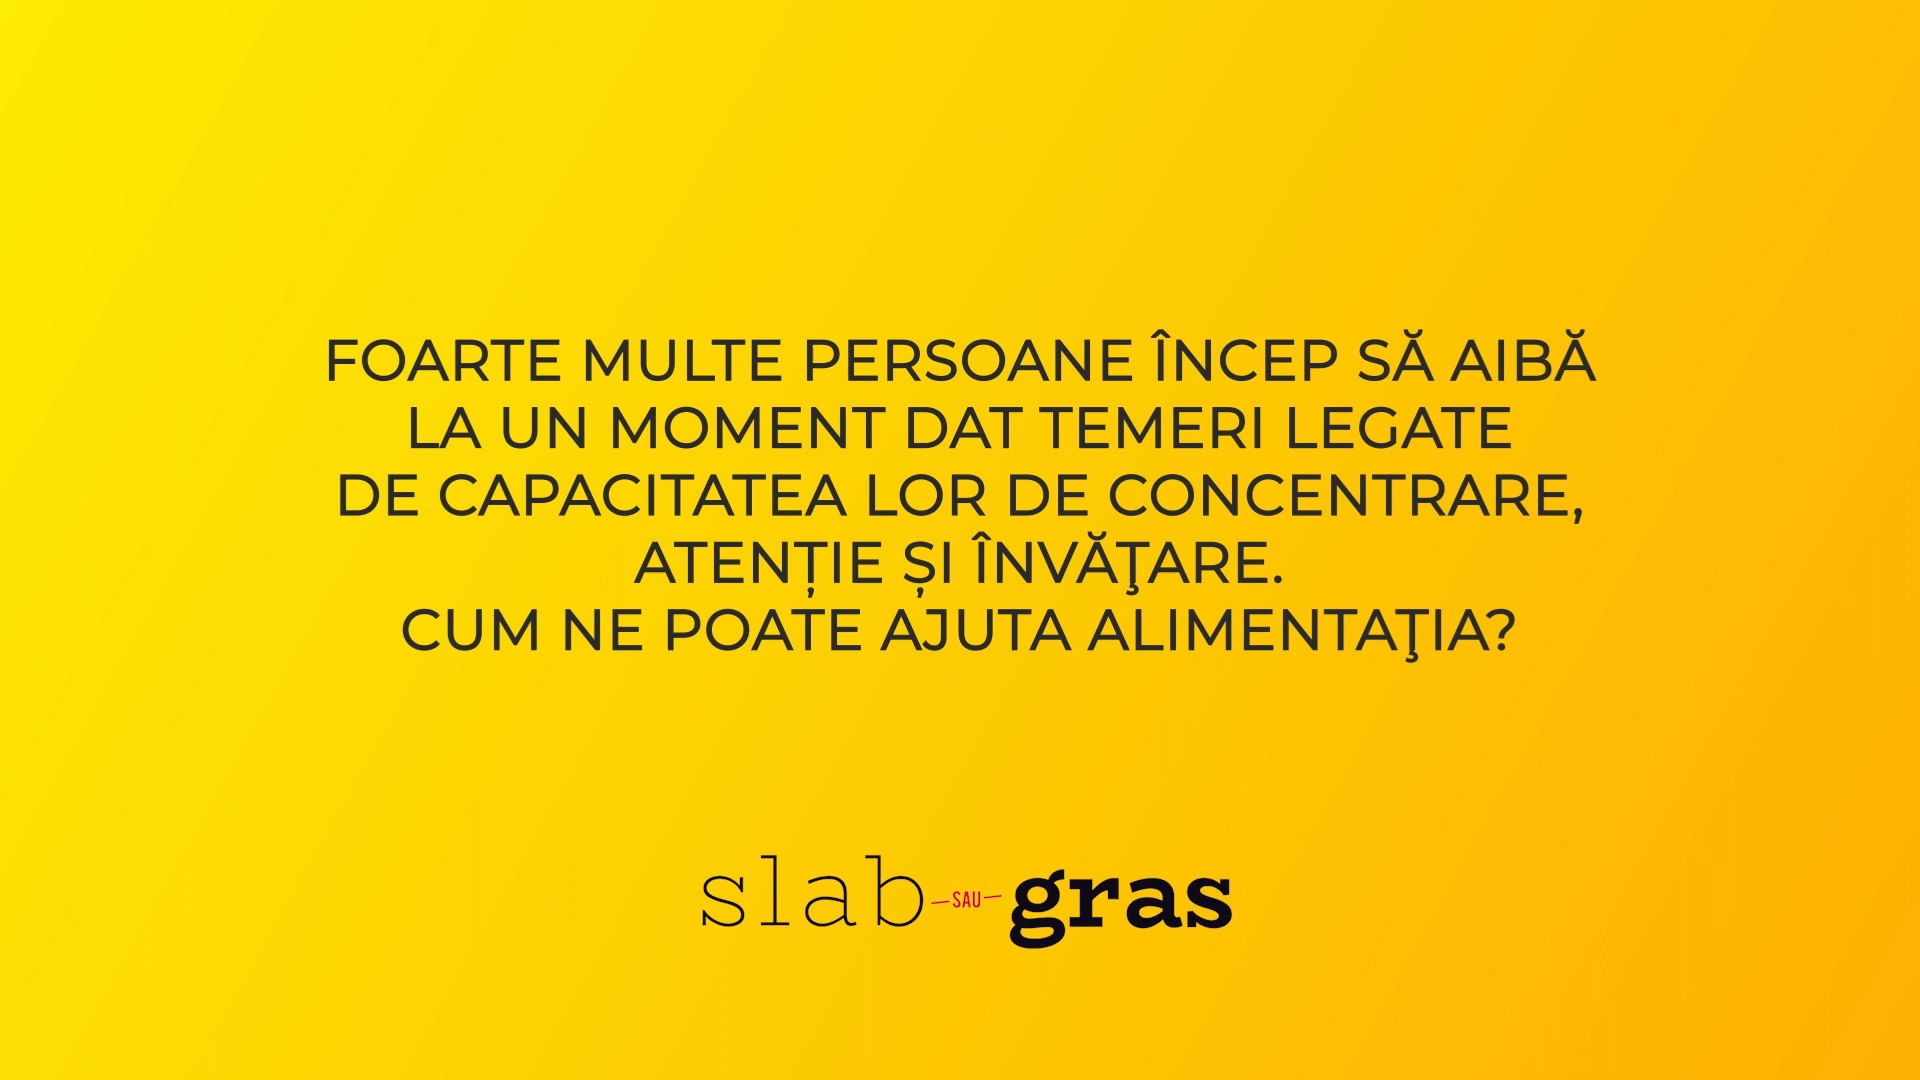 FOARTE MULTE PERSOANE ÎNCEP SĂ AIBĂ
LA UN MOMENT DAT TEMERI LEGATE
DE CAPACITATEA LOR DE CONCENTRARE,
ATENȚIE ȘI ÎNVĂŢARE.
CUM NE POATE AJUTA ALIMENTAŢIA?
slab —SAU— gras